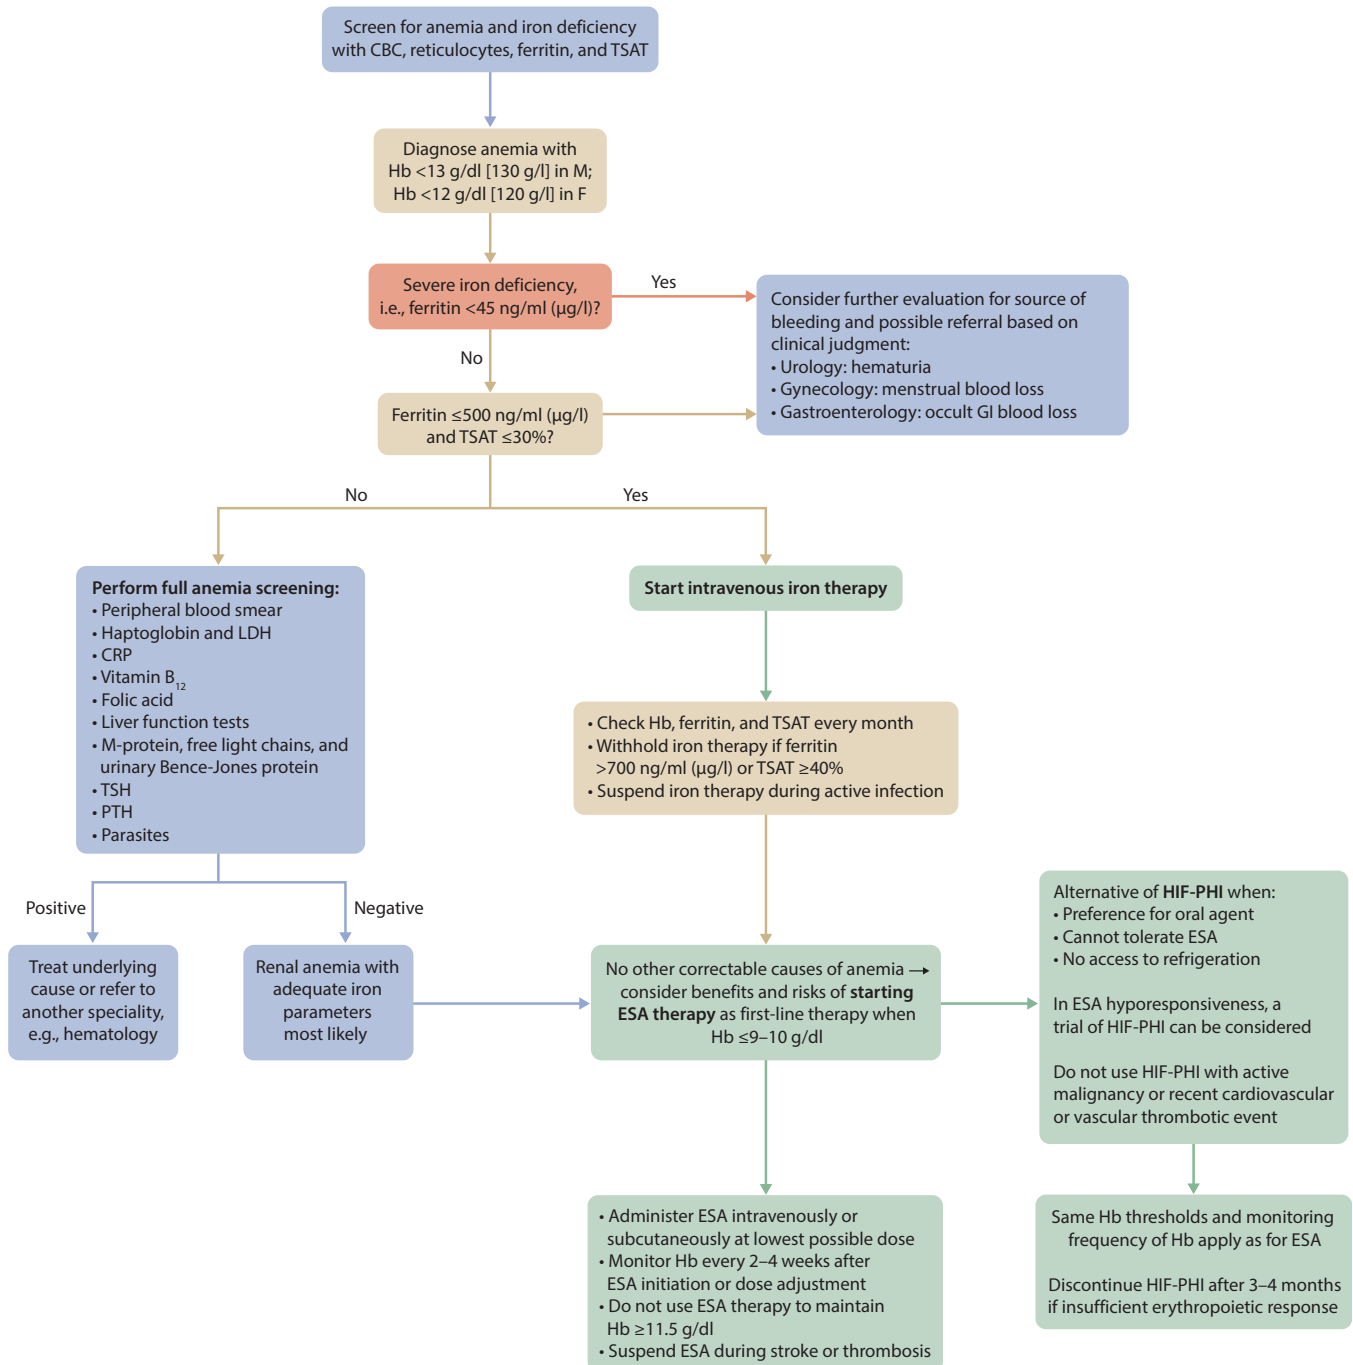 Screen for anemia and iron deficiency
with CBC, reticulocytes, ferritin, and TSAT
Diagnose anemia with
Hb <13 g/dl [130 g/l] in M;
Hb <12 g/dl [120 g/l] in F
Severe iron deficiency,
i.e., ferritin <45 ng/ml (µg/l)?
Yes
Consider further evaluation for source of
bleeding and possible referral based on
clinical judgment:
• Urology: hematuria
• Gynecology: menstrual blood loss
• Gastroenterology: occult GI blood loss
No
Ferritin ≤500 ng/ml (µg/l)
and TSAT ≤30%?
No
Yes
Perform full anemia screening:
• Peripheral blood smear
• Haptoglobin and LDH
• CRP
• Vitamin B12
• Folic acid
• Liver function tests
• M-protein, free light chains, and
urinary Bence-Jones protein
• TSH
• PTH
• Parasites
Start intravenous iron therapy
• Check Hb, ferritin, and TSAT every month
• Withhold iron therapy if ferritin
>700 ng/ml (µg/l) or TSAT ≥40%
• Suspend iron therapy during active infection
Positive
Negative
Treat underlying
cause or refer to
another speciality,
e.g., hematology
Renal anemia with
adequate iron
parameters
most likely
No other correctable causes of anemia →
consider benefits and risks of starting
ESA therapy as first-line therapy when
Hb ≤9–10 g/dl
Alternative of HIF-PHI when:
• Preference for oral agent
• Cannot tolerate ESA
• No access to refrigeration
In ESA hyporesponsiveness, a
trial of HIF-PHI can be considered
Do not use HIF-PHI with active
malignancy or recent cardiovascular
or vascular thrombotic event
• Administer ESA intravenously or
subcutaneously at lowest possible dose
• Monitor Hb every 2–4 weeks after
ESA initiation or dose adjustment
• Do not use ESA therapy to maintain
Hb ≥11.5 g/dl
• Suspend ESA during stroke or thrombosis
Same Hb thresholds and monitoring
frequency of Hb apply as for ESA
Discontinue HIF-PHI after 3–4 months
if insufficient erythropoietic response